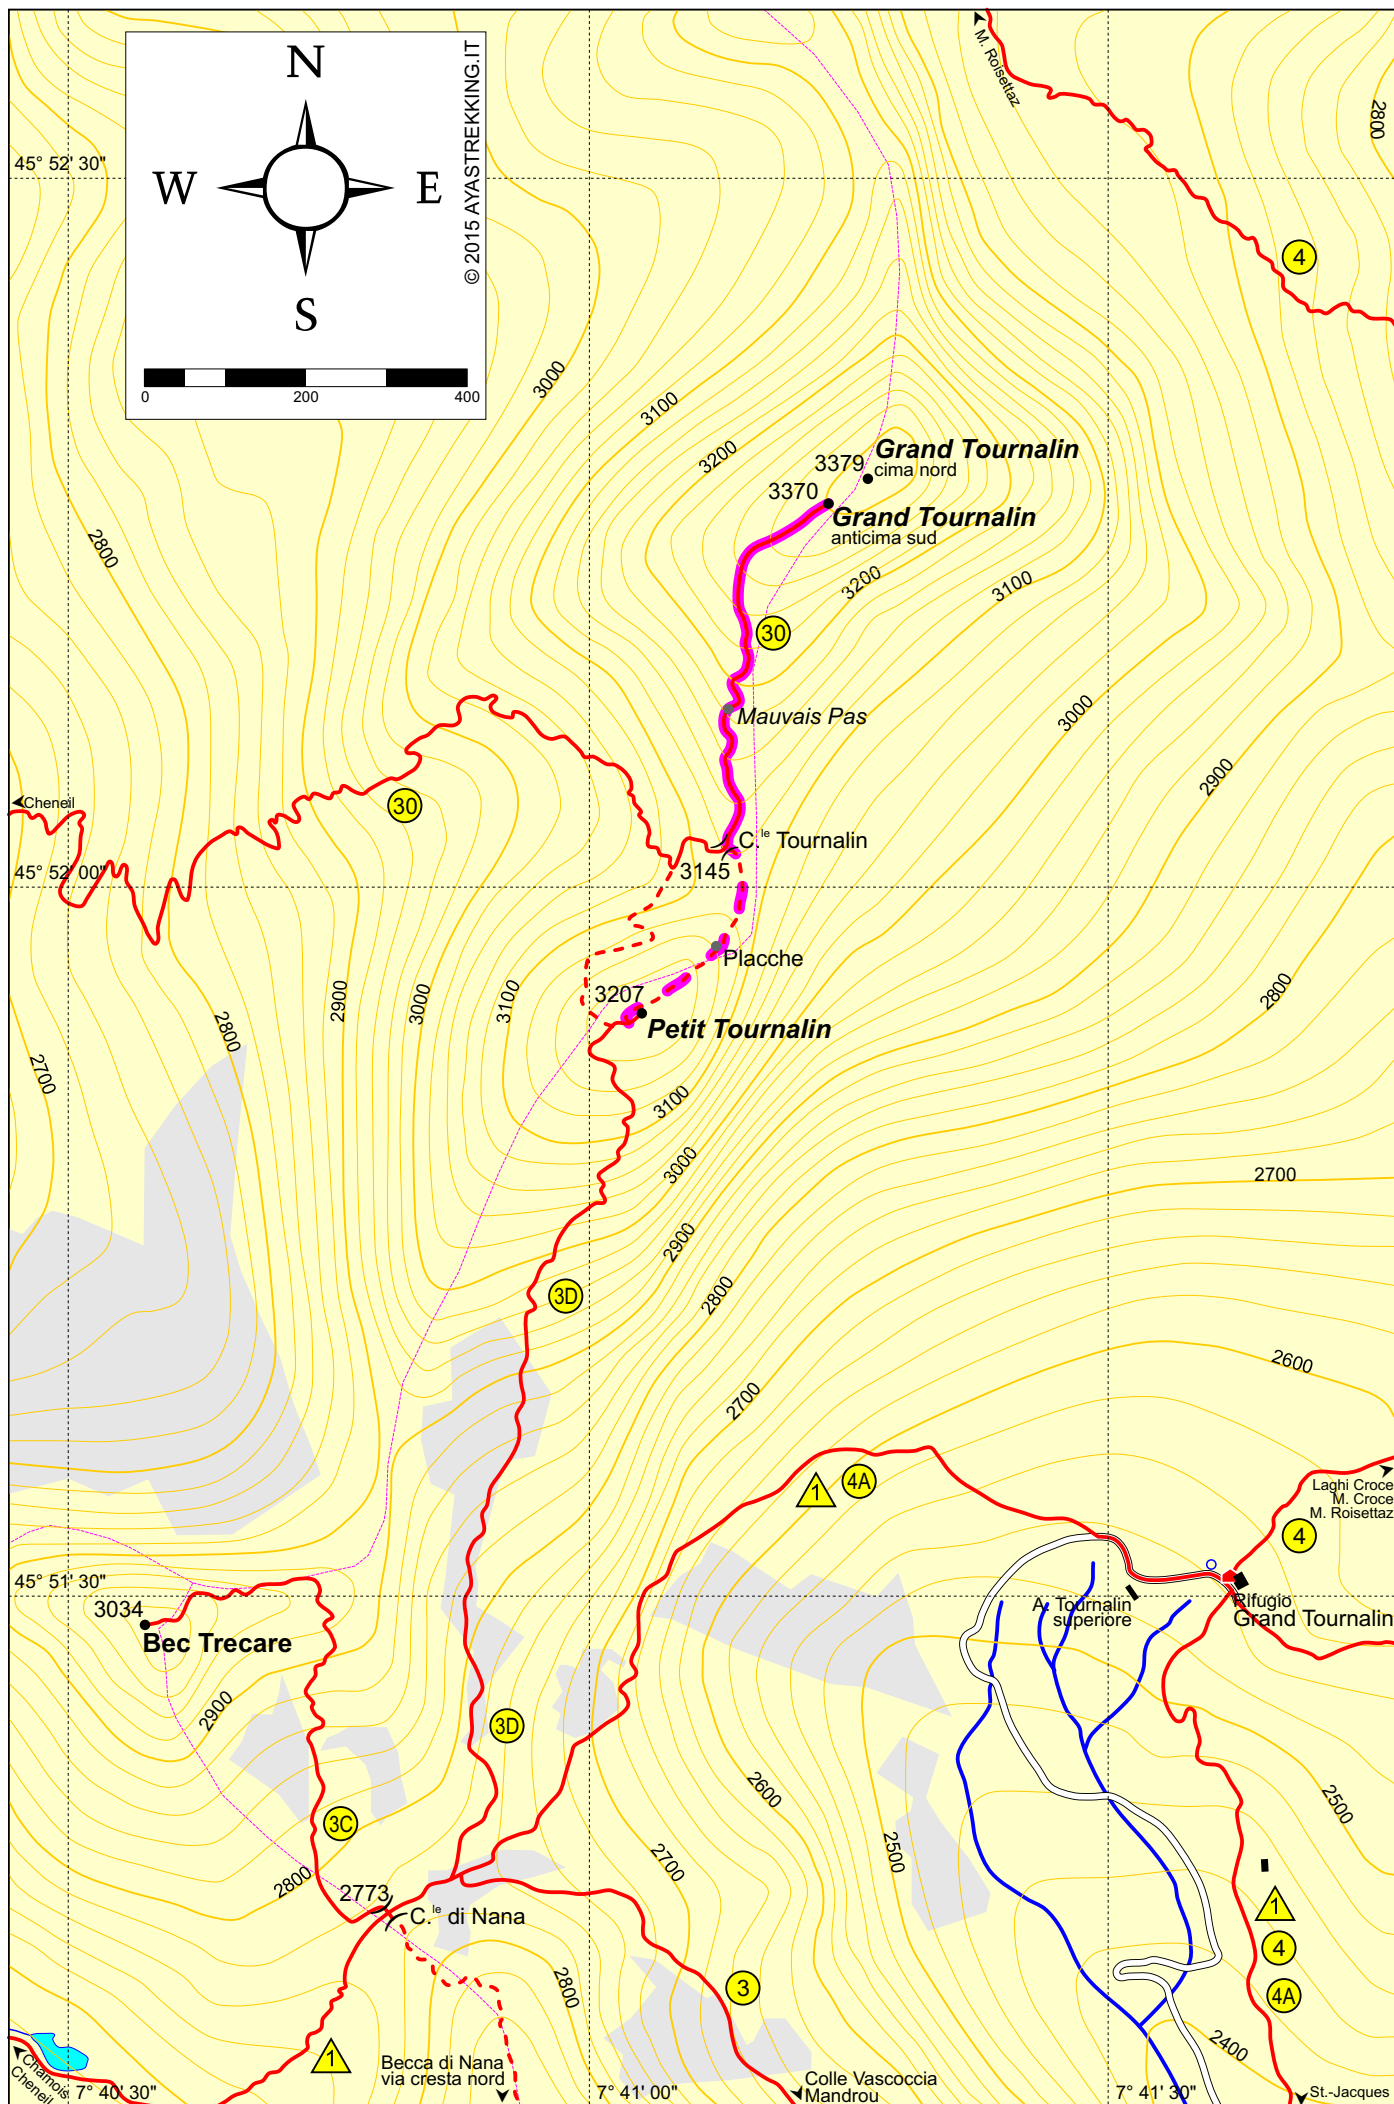 M. Roisettaz
2800
N
W
E
S
© 2015 AYASTREKKING.IT
0
200
400
45° 52' 30"
4
3000
3100
3200
3379
Grand Tournalin
cima nord
3370
Grand Tournalin
anticima sud
2800
3200
3100
30
Mauvais Pas
3000
2900
Cheneil
30
C.le Tournalin
3145
45° 52' 00"
Placche
3207
Petit Tournalin
2900
3000
3100
2800
2800
2700
3100
3000
2900
2800
2700
3D
2600
2700
1
4A
Laghi Croce
M. Croce
M. Roisettaz
4
45° 51' 30"
3034
Bec Trecare
A. Tournalin
superiore
Rifugio
Grand Tournalin
2900
3D
3C
2600
2500
2500
2800
2700
2773
C.le di Nana
2800
3
1
4
4A
2400
1
Becca di Nana
via cresta nord
Colle Vascoccia
Mandrou
Chamois
Cheneil
7° 40' 30"
7° 41' 00"
7° 41' 30"
St.-Jacques